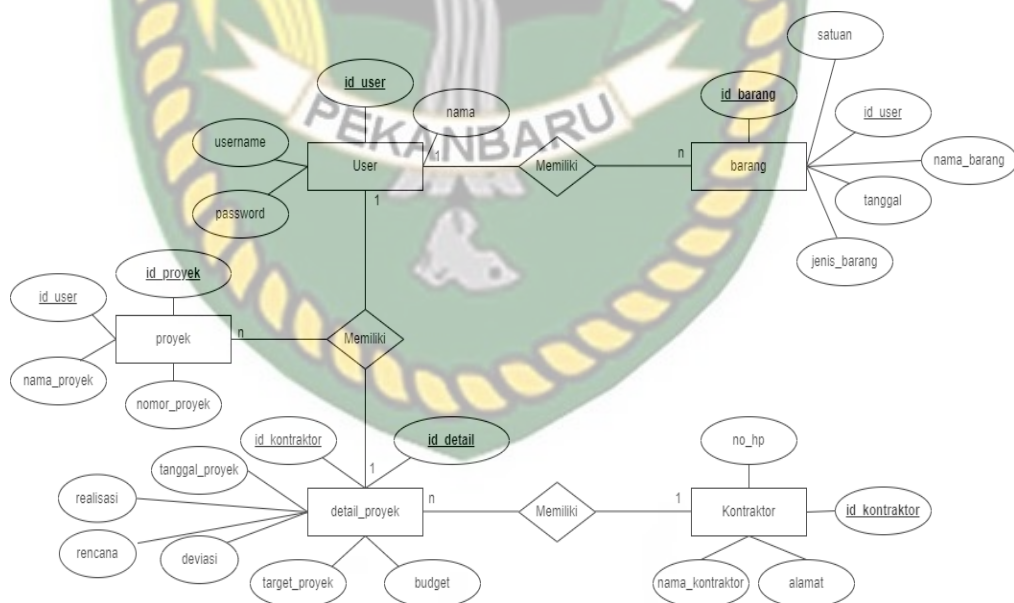 satuan
id_user
id_barang
nama
id_user
PEKANBARU
username
User
1
Memiliki
n
barang
nama_barang
password
1
tanggal
jenis_barang
id_proyek
id_user
proyek
n
Memiliki
nama_proyek
nomor_proyek
id_kontraktor
id_detail
no_hp
tanggal_proyek
1
realisasi
detail_proyek
n
Memiliki
1
Kontraktor
id_kontraktor
rencana
deviasi
target_proyek
budget
nama_kontraktor
alamat